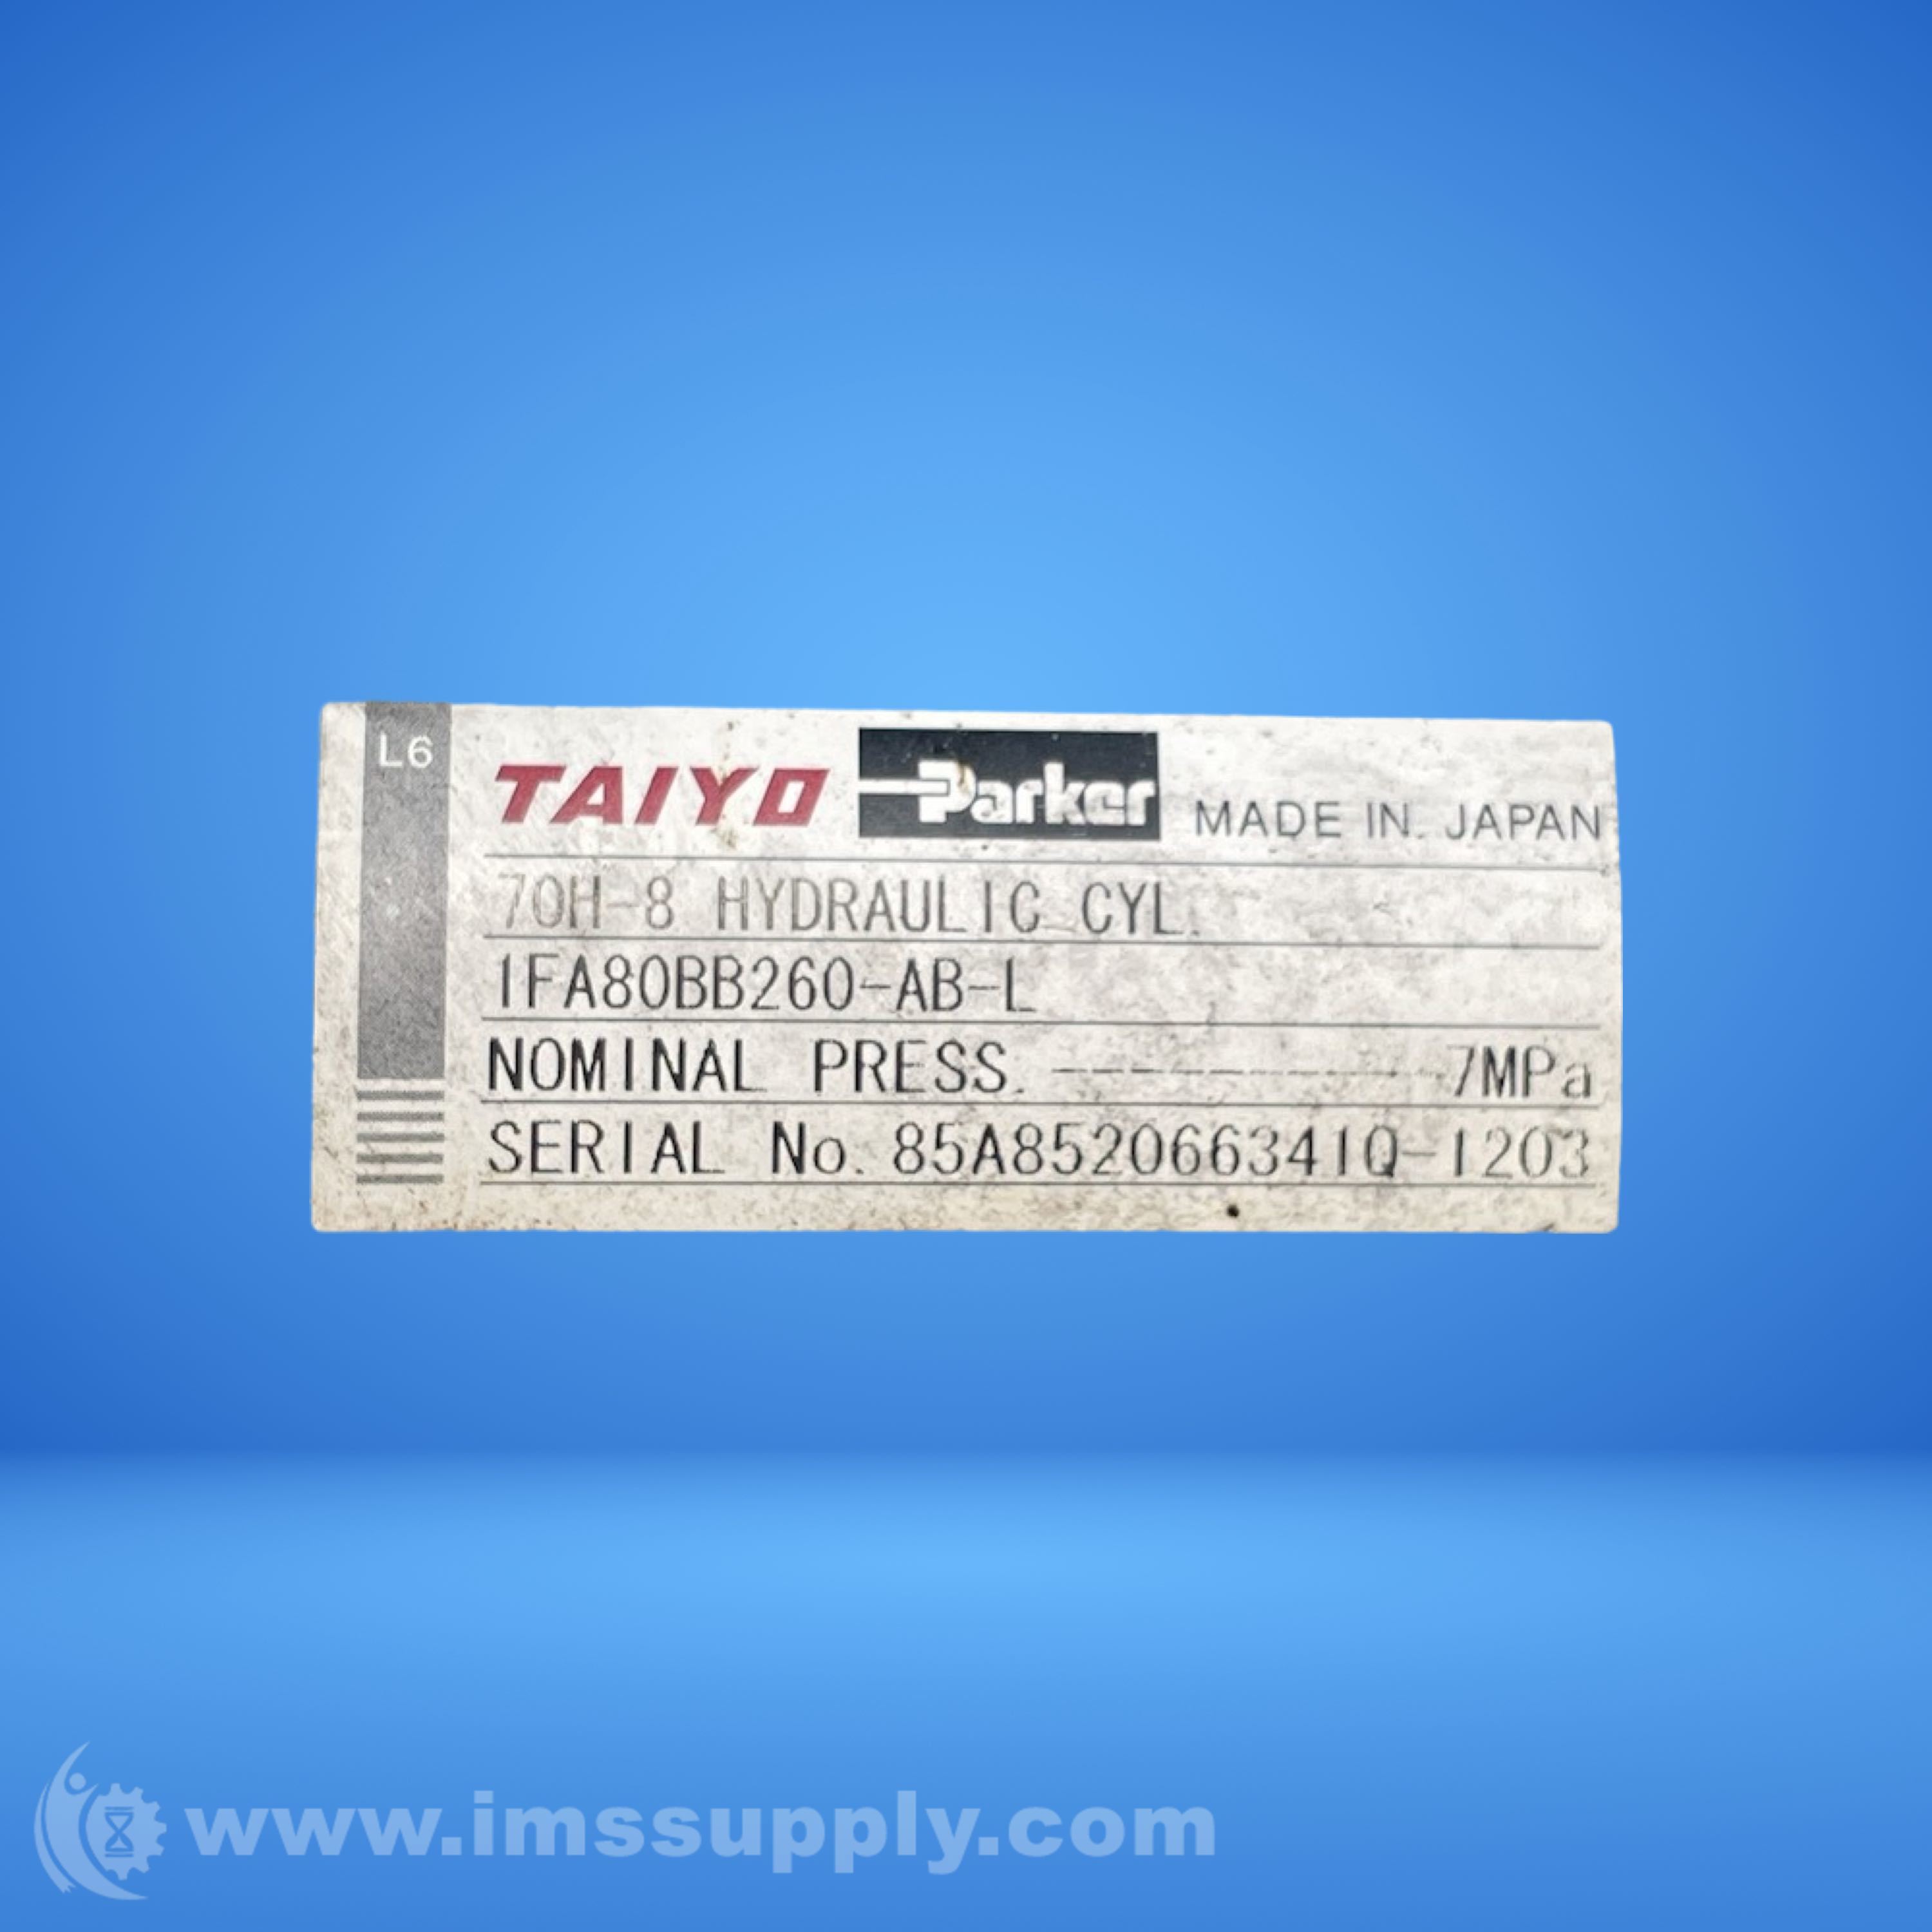 L6
TAIYO Parker MADE IN. JAPAN
70H-8 HYDRAULIC CYL.
1FA80BB260-AB-L
NOMINAL PRESS. ------------ 7MPa
SERIAL No. 85A852066341Q-1203
www.imssupply.com